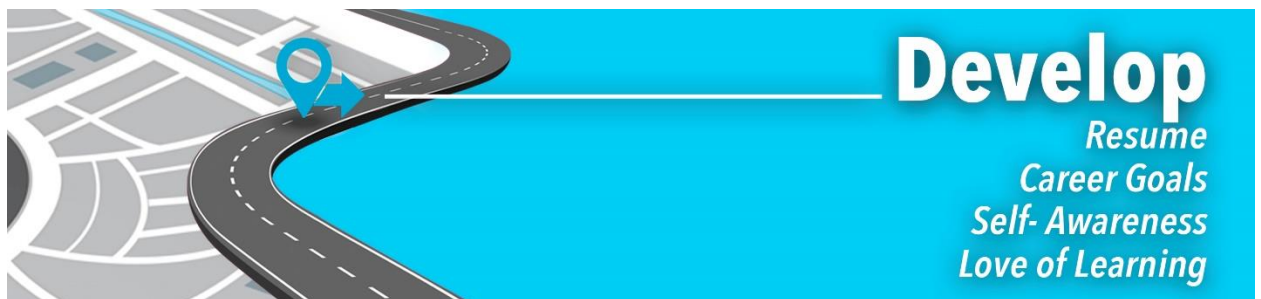 Develop
Resume
Career Goals
Self- Awareness
Love of Learning